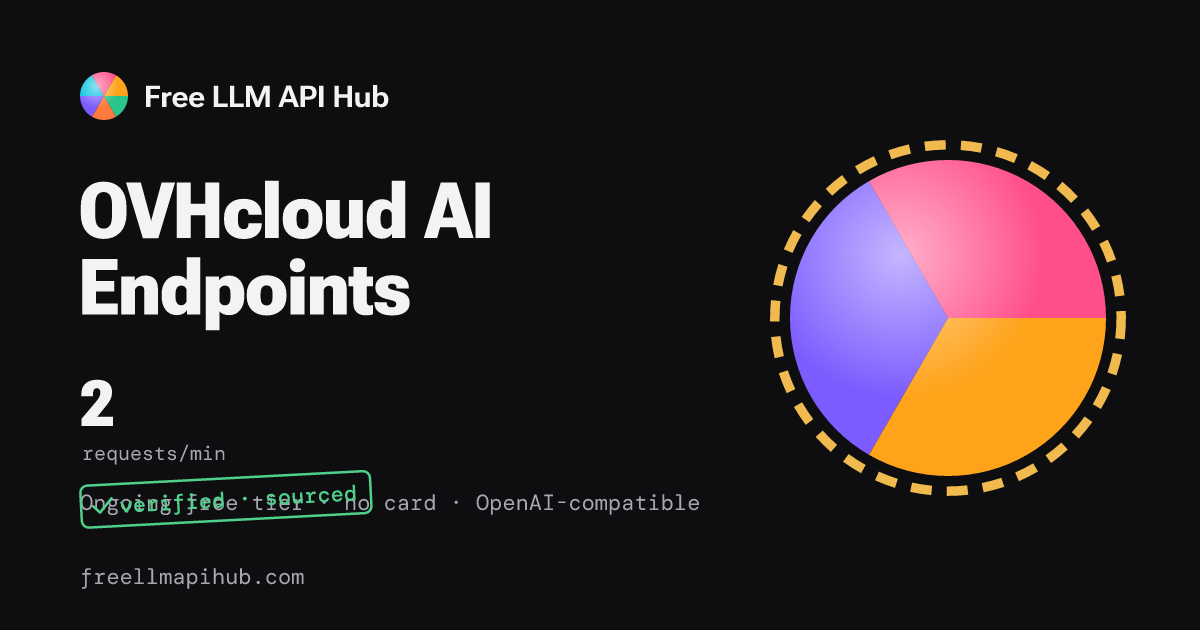 Free LLM API Hub
OVHcloud AI
Endpoints
2
requests/min
✓ verified · sourced
Ongoing free tier · no card · OpenAI-compatible
freellmapihub.com